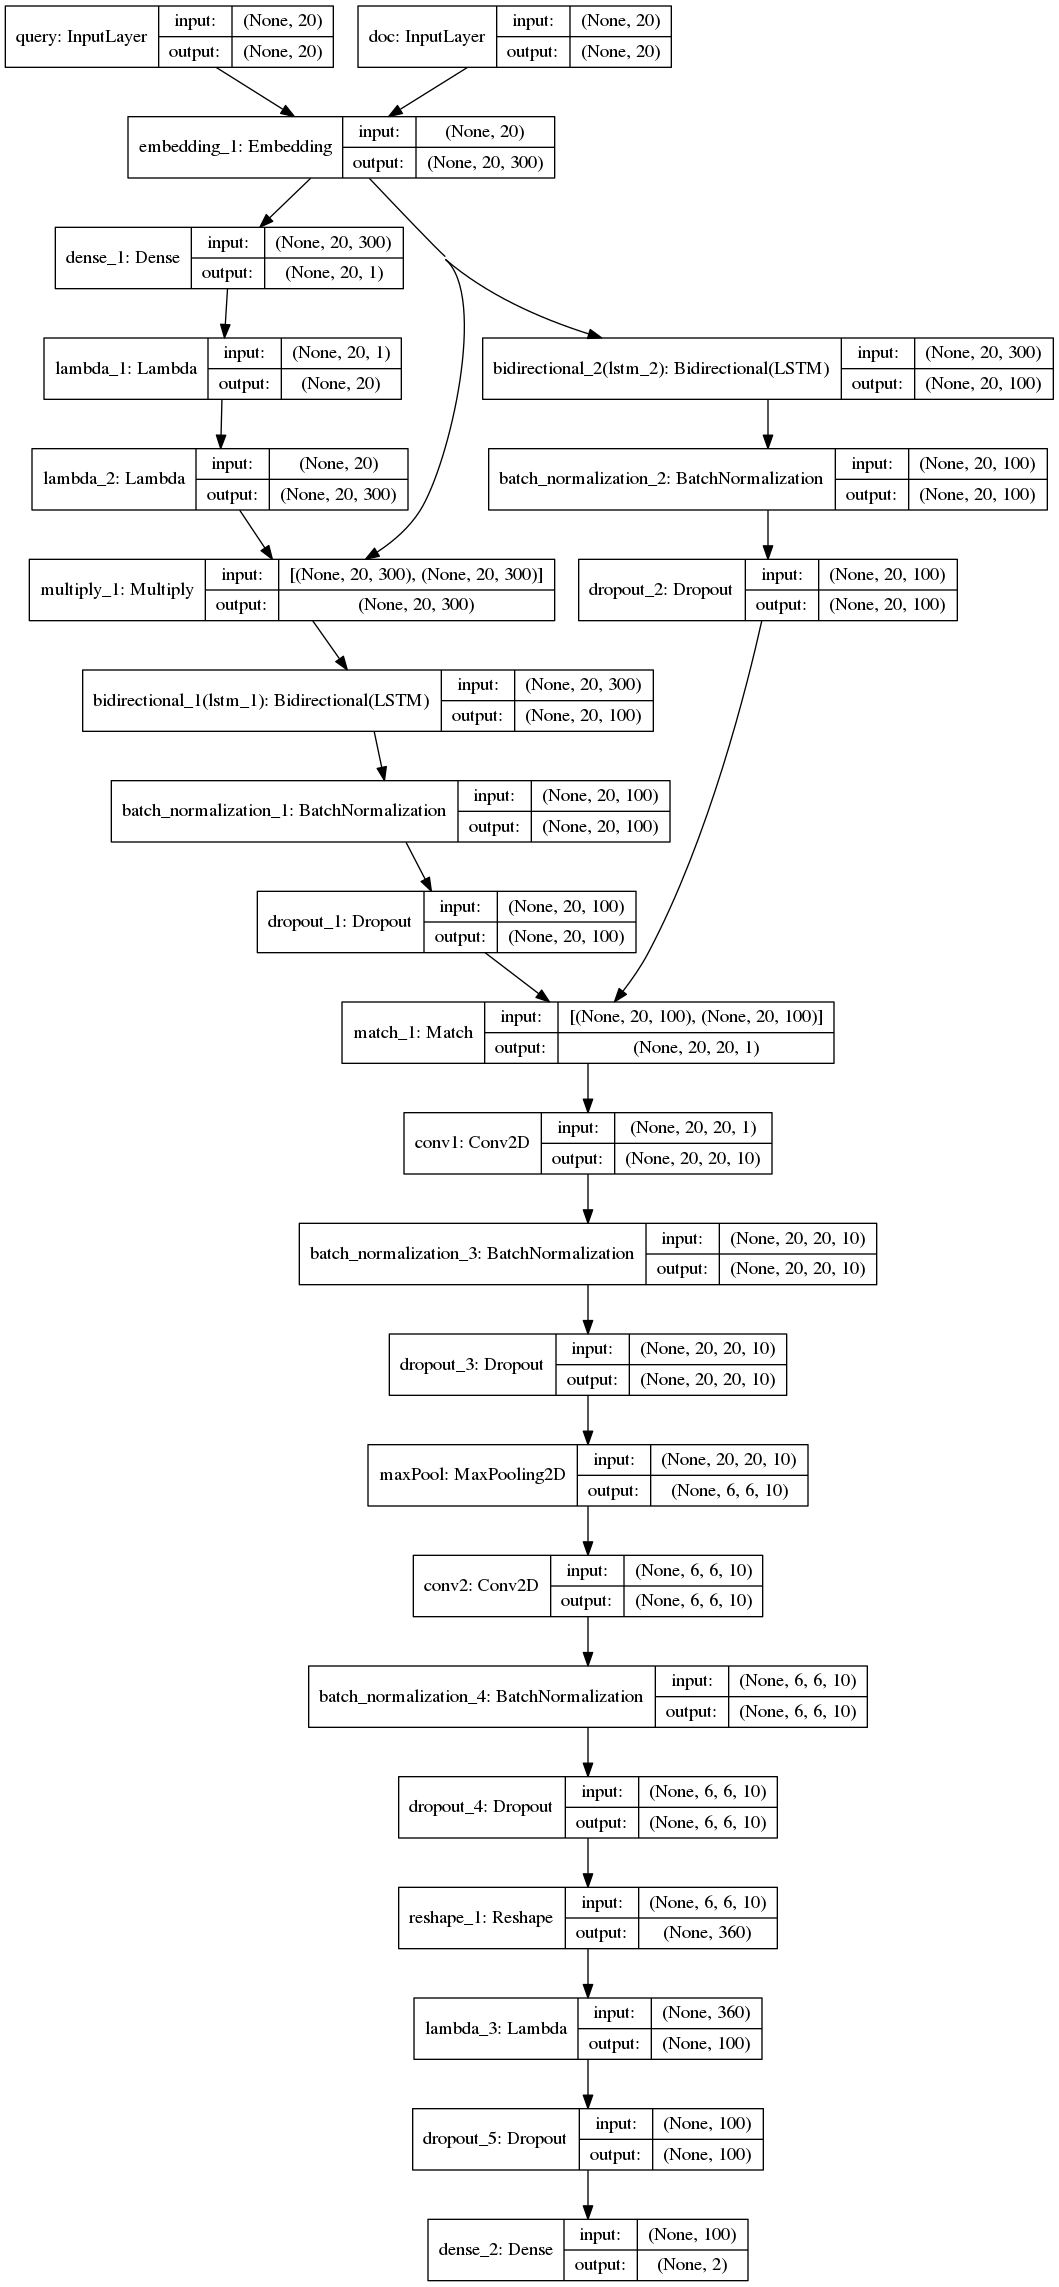 query: InputLayer input: (None, 20)
output: (None, 20)
doc: InputLayer input: (None, 20)
output: (None, 20)
embedding_1: Embedding input: (None, 20)
output: (None, 20, 300)
dense_1: Dense input: (None, 20, 300)
output: (None, 20, 1)
lambda_1: Lambda input: (None, 20, 1)
output: (None, 20)
bidirectional_2(lstm_2): Bidirectional(LSTM) input: (None, 20, 300)
output: (None, 20, 100)
lambda_2: Lambda input: (None, 20)
output: (None, 20, 300)
batch_normalization_2: BatchNormalization input: (None, 20, 100)
output: (None, 20, 100)
multiply_1: Multiply input: [(None, 20, 300), (None, 20, 300)]
output: (None, 20, 300)
dropout_2: Dropout input: (None, 20, 100)
output: (None, 20, 100)
bidirectional_1(lstm_1): Bidirectional(LSTM) input: (None, 20, 300)
output: (None, 20, 100)
batch_normalization_1: BatchNormalization input: (None, 20, 100)
output: (None, 20, 100)
dropout_1: Dropout input: (None, 20, 100)
output: (None, 20, 100)
match_1: Match input: [(None, 20, 100), (None, 20, 100)]
output: (None, 20, 20, 1)
conv1: Conv2D input: (None, 20, 20, 1)
output: (None, 20, 20, 10)
batch_normalization_3: BatchNormalization input: (None, 20, 20, 10)
output: (None, 20, 20, 10)
dropout_3: Dropout input: (None, 20, 20, 10)
output: (None, 20, 20, 10)
maxPool: MaxPooling2D input: (None, 20, 20, 10)
output: (None, 6, 6, 10)
conv2: Conv2D input: (None, 6, 6, 10)
output: (None, 6, 6, 10)
batch_normalization_4: BatchNormalization input: (None, 6, 6, 10)
output: (None, 6, 6, 10)
dropout_4: Dropout input: (None, 6, 6, 10)
output: (None, 6, 6, 10)
reshape_1: Reshape input: (None, 6, 6, 10)
output: (None, 360)
lambda_3: Lambda input: (None, 360)
output: (None, 100)
dropout_5: Dropout input: (None, 100)
output: (None, 100)
dense_2: Dense input: (None, 100)
output: (None, 2)